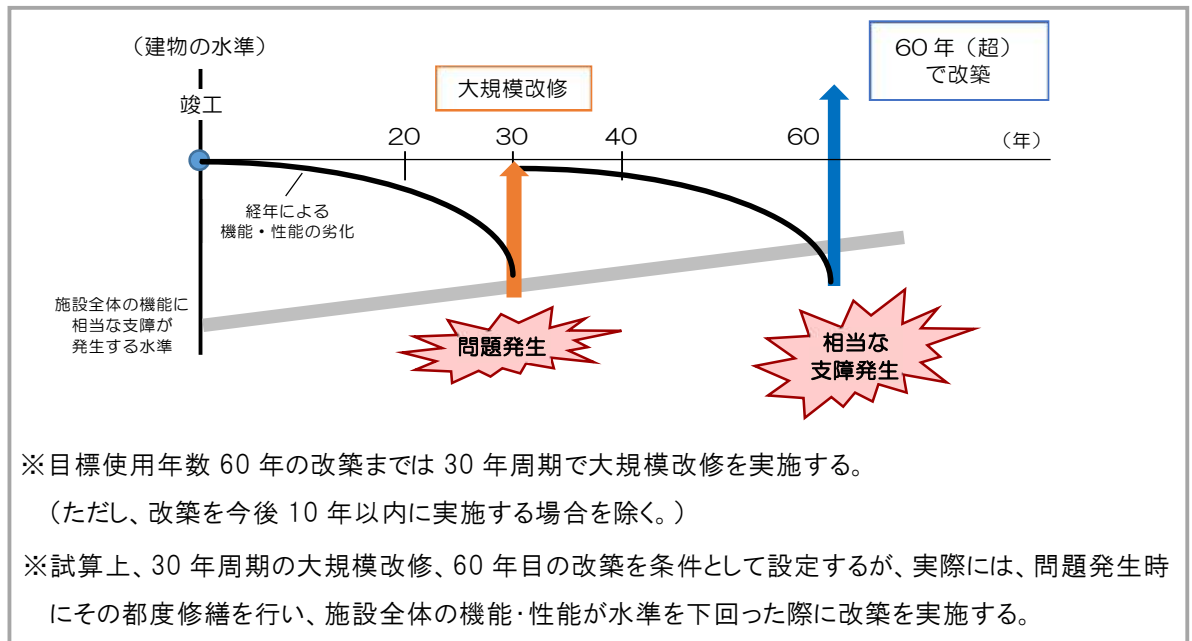 （建物の水準）
竣工
大規模改修
60年（超）
で改築
20
30
40
60
（年）
経年による
機能・性能の劣化
施設全体の機能に
相当な支障が
発生する水準
問題発生
相当な
支障発生
※目標使用年数 60 年の改築までは 30 年周期で大規模改修を実施する。
（ただし、改築を今後 10 年以内に実施する場合を除く。）
※試算上、30 年周期の大規模改修、60 年目の改築を条件として設定するが、実際には、問題発生時
にその都度修繕を行い、施設全体の機能・性能が水準を下回った際に改築を実施する。